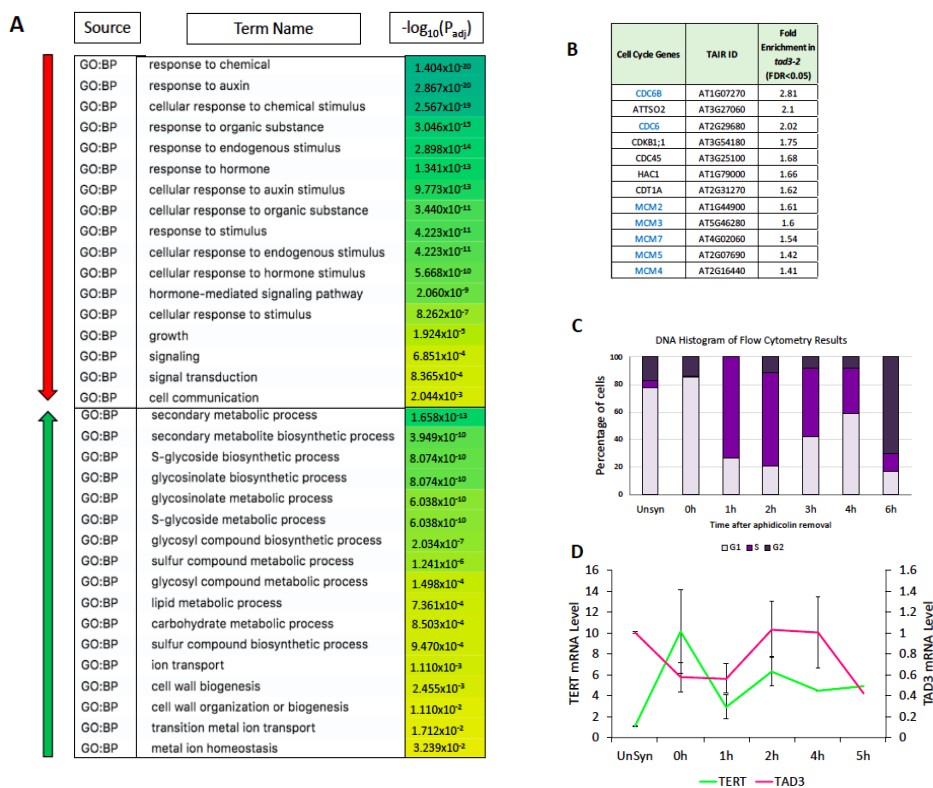 A
Source Term Name -log10(Padj)
GO:BP response to chemical 1.404x10-20
GO:BP response to auxin 2.867x10-20
GO:BP cellular response to chemical stimulus 2.567x10-19
GO:BP response to organic substance 3.046x10-15
GO:BP response to endogenous stimulus 2.898x10-14
GO:BP response to hormone 1.341x10-13
GO:BP cellular response to auxin stimulus 9.773x10-13
GO:BP cellular response to organic substance 3.440x10-11
GO:BP response to stimulus 4.223x10-11
GO:BP cellular response to endogenous stimulus 4.223x10-11
GO:BP cellular response to hormone stimulus 5.668x10-10
GO:BP hormone-mediated signaling pathway 2.060x10-9
GO:BP cellular response to stimulus 8.262x10-7
GO:BP growth 1.924x10-5
GO:BP signaling 6.851x10-4
GO:BP signal transduction 8.365x10-4
GO:BP cell communication 2.044x10-3
GO:BP secondary metabolic process 1.658x10-13
GO:BP secondary metabolite biosynthetic process 3.949x10-10
GO:BP S-glycoside biosynthetic process 8.074x10-10
GO:BP glycosinolate biosynthetic process 8.074x10-10
GO:BP glycosinolate metabolic process 6.038x10-10
GO:BP S-glycoside metabolic process 6.038x10-10
GO:BP glycosyl compound biosynthetic process 2.034x10-7
GO:BP sulfur compound metabolic process 1.241x10-6
GO:BP glycosyl compound metabolic process 1.498x10-4
GO:BP lipid metabolic process 7.361x10-4
GO:BP carbohydrate metabolic process 8.503x10-4
GO:BP sulfur compound biosynthetic process 9.470x10-4
GO:BP ion transport 1.110x10-3
GO:BP cell wall biogenesis 2.455x10-3
GO:BP cell wall organization or biogenesis 1.110x10-2
GO:BP transition metal ion transport 1.712x10-2
GO:BP metal ion homeostasis 3.239x10-2
B
Cell Cycle Genes TAIR ID Fold
Enrichment in
tad3-2
(FDR<0.05)
CDC6B AT1G07270 2.81
ATTSO2 AT3G27060 2.1
CDC6 AT2G29680 2.02
CDKB1;1 AT3G54180 1.75
CDC45 AT3G25100 1.68
HAC1 AT1G79000 1.66
CDT1A AT2G31270 1.62
MCM2 AT1G44900 1.61
MCM3 AT5G46280 1.6
MCM7 AT4G02060 1.54
MCM5 AT2G07690 1.42
MCM4 AT2G16440 1.41
C
DNA Histogram of Flow Cytometry Results
Percentage of cells
100
80
60
40
20
0
Unsyn 0h 1h 2h 3h 4h 6h
Time after aphidicolin removal
G1 S G2
D
TERT mRNA Level
16
14
12
10
8
6
4
2
0
1.6
1.4
1.2
1
0.8
0.6
0.4
0.2
0
TAD3 mRNA Level
UnSyn 0h 1h 2h 4h 5h
TERT TAD3